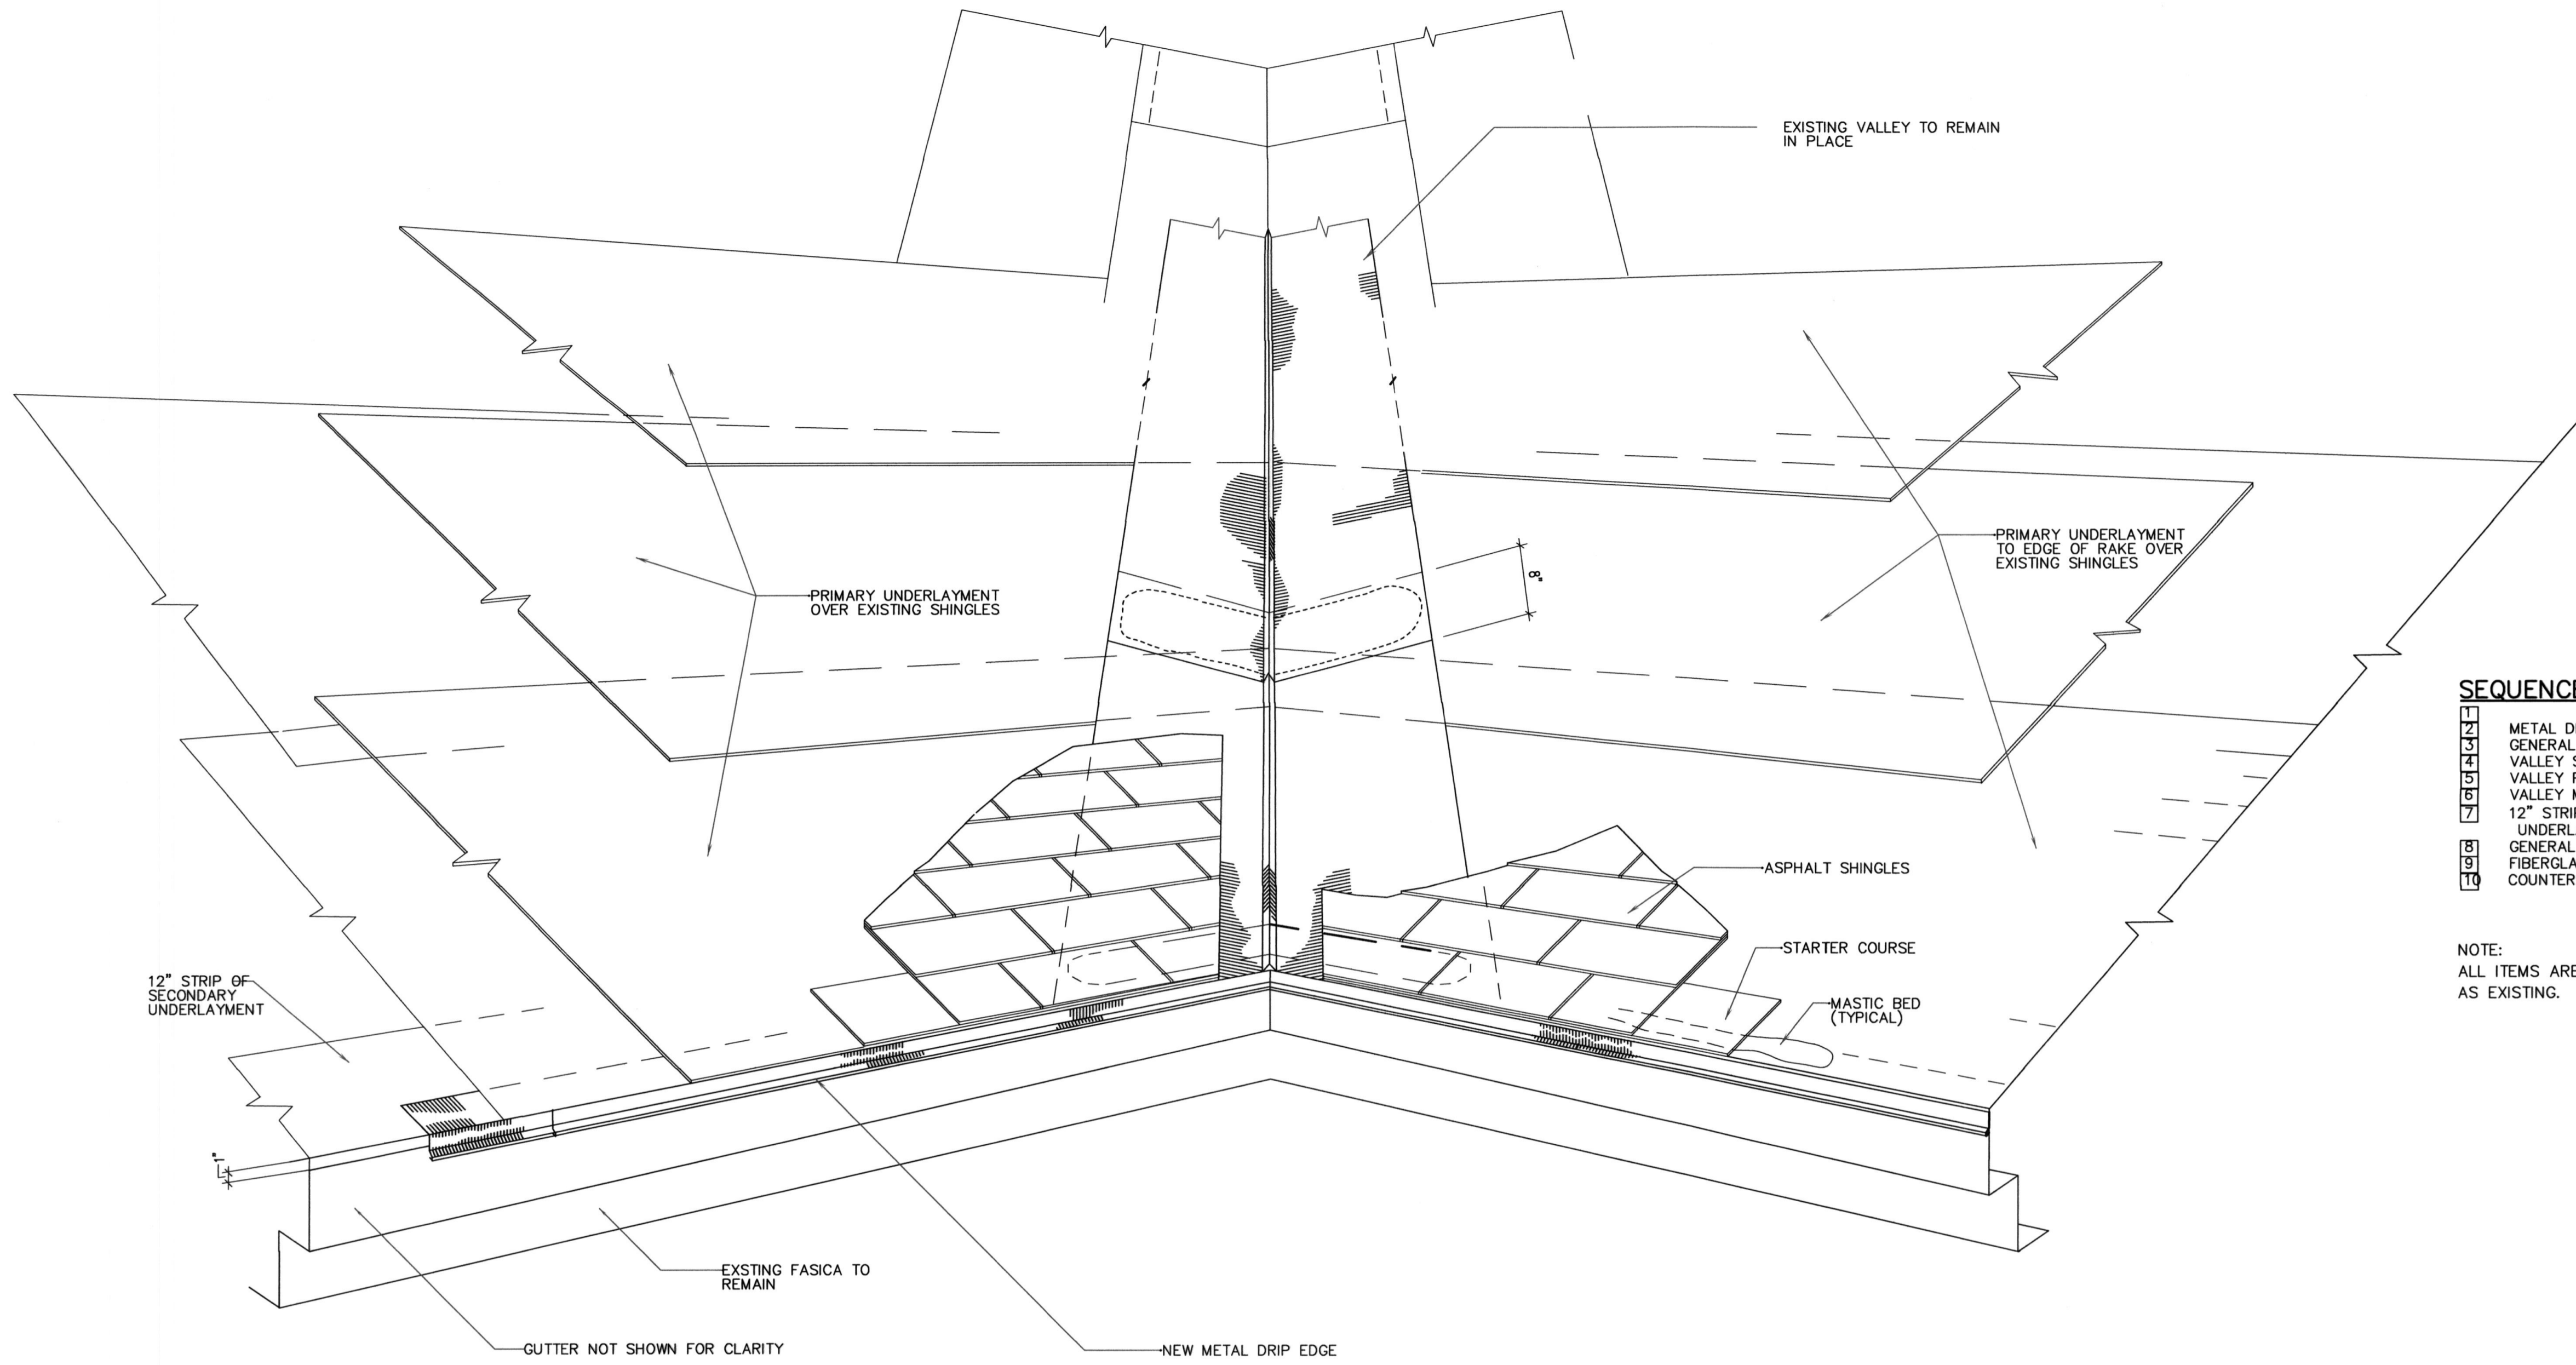 EXISTING VALLEY TO REMAIN
IN PLACE
PRIMARY UNDERLAYMENT
TO EDGE OF RAKE OVER
EXISTING SHINGLES
8"
PRIMARY UNDERLAYMENT
OVER EXISTING SHINGLES
SEQUENCE
1
2 METAL D
3 GENERAL
4 VALLEY S
5 VALLEY
6 VALLEY
7 12" STRI
UNDERL
8 GENERAL
9 FIBERGLA
10 COUNTER
ASPHALT SHINGLES
STARTER COURSE
NOTE:
ALL ITEMS ARE
AS EXISTING.
12" STRIP OF
SECONDARY
UNDERLAYMENT
MASTIC BED
(TYPICAL)
1"
EXSTING FASICA TO
REMAIN
GUTTER NOT SHOWN FOR CLARITY
NEW METAL DRIP EDGE